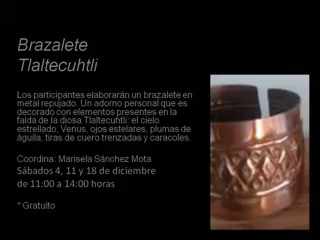 Brazalete
Tlaltecuhtli
Los participantes elaborarán un brazalete en
metal repujado. Un adorno personal que es
decorado con elementos presentes en la
falda de la diosa Tlaltecuhtli: el cielo
estrellado, Venus, ojos estelares, plumas de
águila, tiras de cuero trenzadas y caracoles.
Coordina: Marisela Sánchez Mota
Sábados 4, 11 y 18 de diciembre
de 11:00 a 14:00 horas
* Gratuito